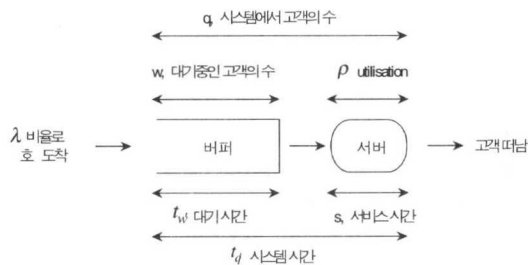 q, 시스템에서 고객의 수
w, 대기중인 고객의 수
ρ utilisation
λ 비율로
호 도착
버퍼
서버
고객 떠남
t_w, 대기 시간
s, 서비스 시간
t_q 시스템 시간